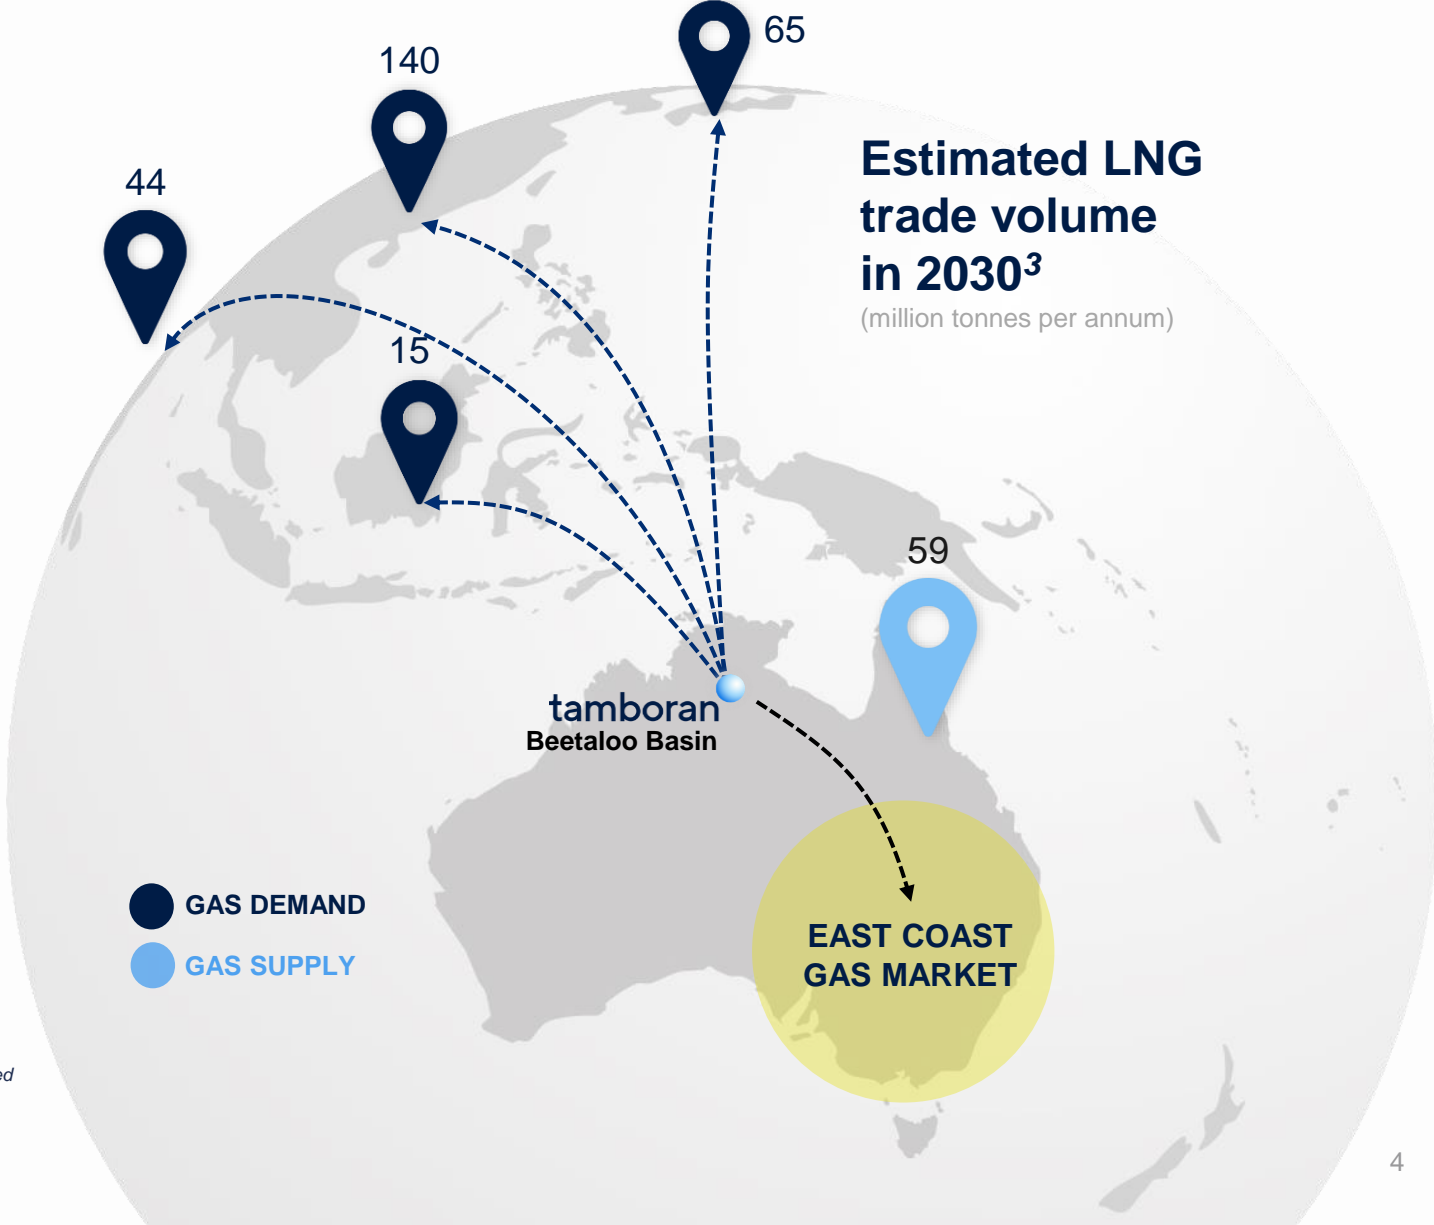 65
140
Estimated LNG
trade volume
in 2030³
(million tonnes per annum)
44
15
59
tamboran
Beetaloo Basin
GAS DEMAND
GAS SUPPLY
EAST COAST
GAS MARKET
4